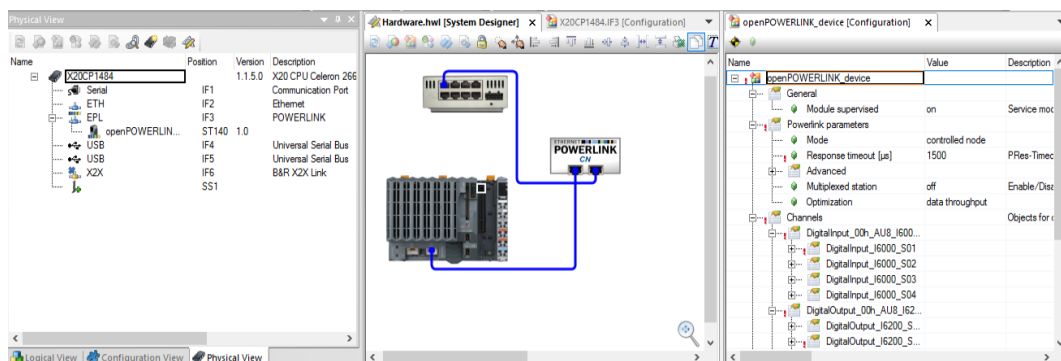 Physical View
Name Position Version Description
X20CP1484 1.1.5.0 X20 CPU Celeron 266
Serial IF1 Communication Port
ETH IF2 Ethernet
EPL IF3 POWERLINK
openPOWERLIN... ST140 1.0
USB IF4 Universal Serial Bus
USB IF5 Universal Serial Bus
X2X IF6 B&R X2X Link
SS1
Logical View Configuration View Physical View
Hardware.hwl [System Designer] X20CP1484.IF3 [Configuration]
ETHERNET
POWERLINK
CN
openPOWERLINK_device [Configuration]
Name Value Description
openPOWERLINK_device
General
Module supervised on Service mod
Powerlink parameters
Mode controlled node
Response timeout [µs] 1500 PRes-Timeo
Advanced
Multiplexed station off Enable/Disa
Optimization data throughput
Channels Objects for c
DigitalInput_00h_AU8_I600...
DigitalInput_I6000_S01
DigitalInput_I6000_S02
DigitalInput_I6000_S03
DigitalInput_I6000_S04
DigitalOutput_00h_AU8_I62...
DigitalOutput_I6200_S...
DigitalOutput_I6200_S...